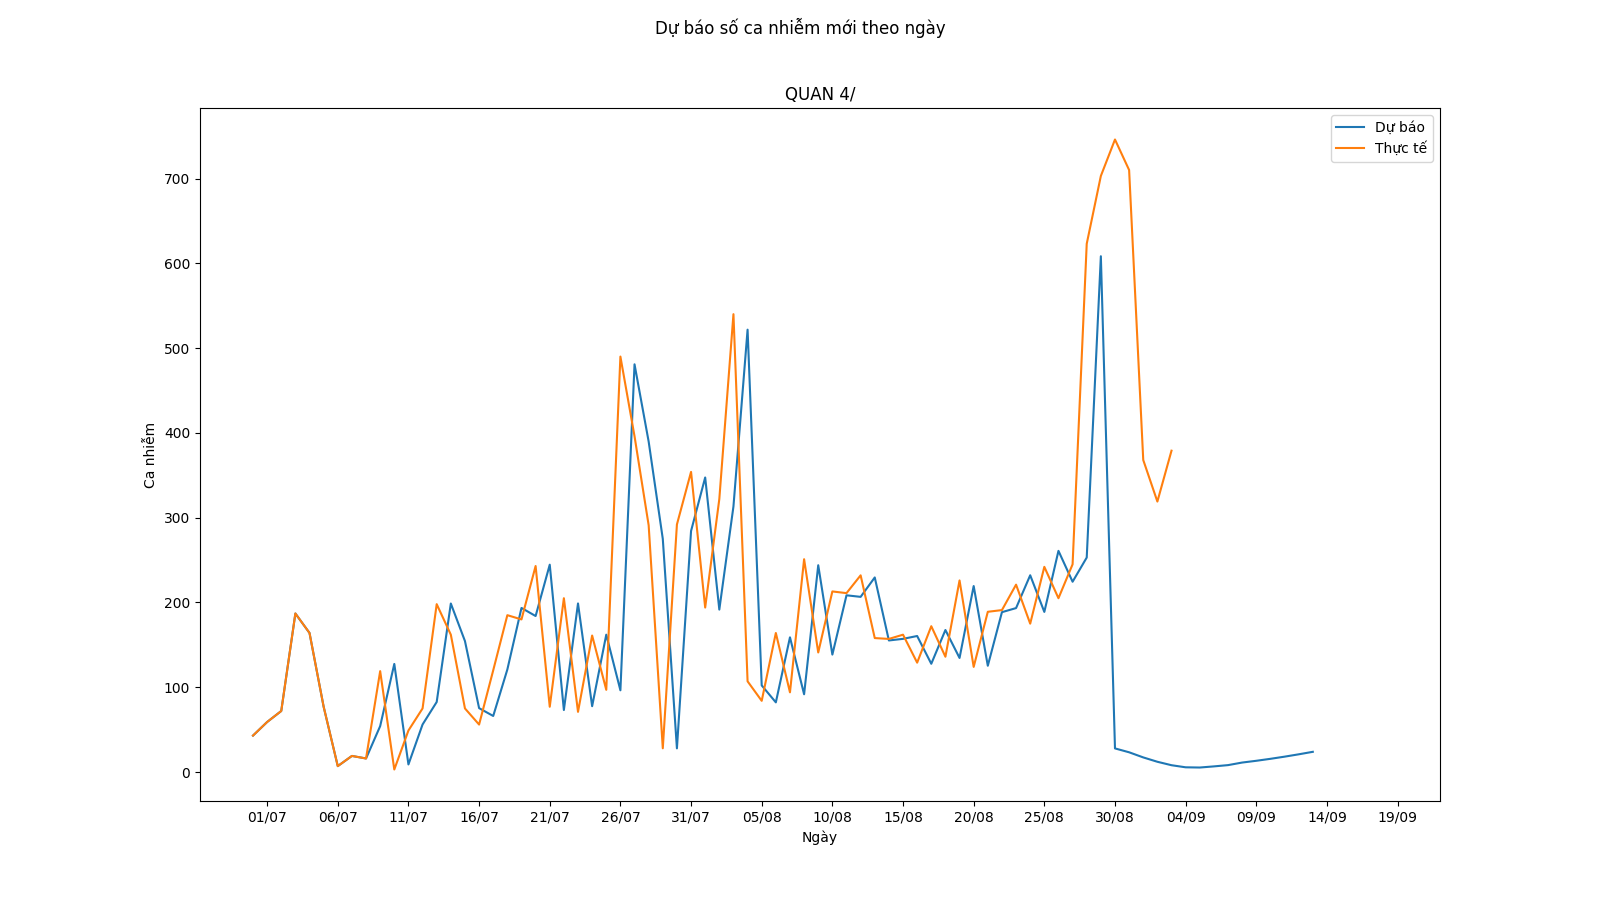 Dự báo số ca nhiễm mới theo ngày
QUAN 4/
Dự báo
Thực tế
700
600
500
400
300
200
100
0
Ca nhiễm
01/07 06/07 11/07 16/07 21/07 26/07 31/07 05/08 10/08 15/08 20/08 25/08 30/08 04/09 09/09 14/09 19/09
Ngày